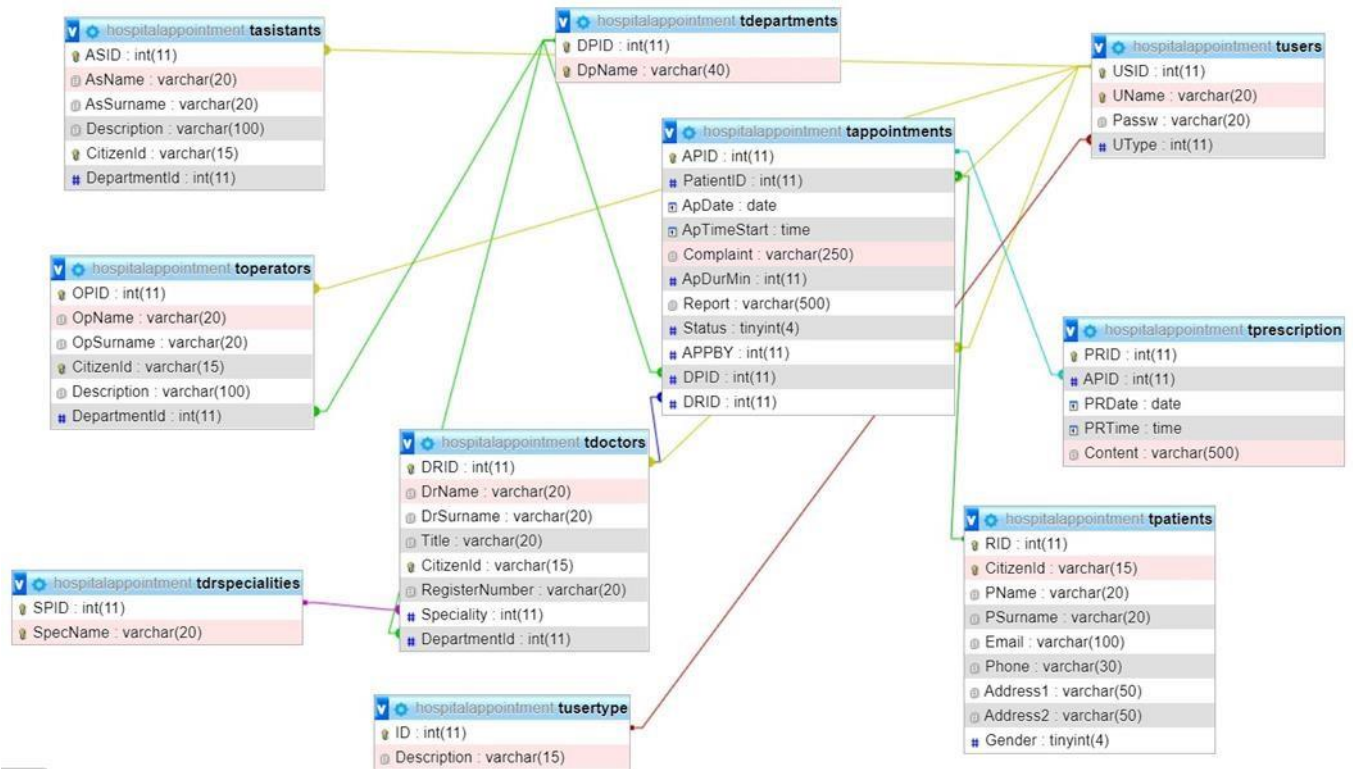 hospitalappointment tasistants
ASID : int(11)
AsName : varchar(20)
AsSurname : varchar(20)
Description : varchar(100)
CitizenId : varchar(15)
DepartmentId : int(11)
hospitalappointment tdepartments
DPID : int(11)
DpName : varchar(40)
hospitalappointment tusers
USID : int(11)
UName : varchar(20)
Passw : varchar(20)
UType : int(11)
hospitalappointment tappointments
APID : int(11)
PatientID : int(11)
ApDate : date
ApTimeStart : time
Complaint : varchar(250)
ApDurMin : int(11)
Report : varchar(500)
Status : tinyint(4)
APPBY : int(11)
DPID : int(11)
DRID : int(11)
hospitalappointment toperators
OPID : int(11)
OpName : varchar(20)
OpSurname : varchar(20)
CitizenId : varchar(15)
Description : varchar(100)
DepartmentId : int(11)
hospitalappointment tprescription
PRID : int(11)
APID : int(11)
PRDate : date
PRTime : time
Content : varchar(500)
hospitalappointment tdoctors
DRID : int(11)
DrName : varchar(20)
DrSurname : varchar(20)
Title : varchar(20)
CitizenId : varchar(15)
RegisterNumber : varchar(20)
Speciality : int(11)
DepartmentId : int(11)
hospitalappointment tpatients
RID : int(11)
CitizenId : varchar(15)
PName : varchar(20)
PSurname : varchar(20)
Email : varchar(100)
Phone : varchar(30)
Address1 : varchar(50)
Address2 : varchar(50)
Gender : tinyint(4)
hospitalappointment tdrspecialities
SPID : int(11)
SpecName : varchar(20)
hospitalappointment tusertype
ID : int(11)
Description : varchar(15)